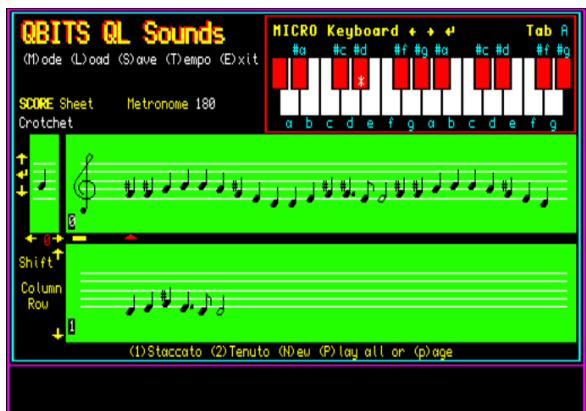 QBITS QL Sounds
(M)ode (L)oad (S)ave (T)empo (E)xit
MICRO Keyboard ← → ↵ Tab A
#a #c #d #f #g #a #c #d #f #g
*
a b c d e f g a b c d e f g
SCORE Sheet Metronome 180
Crotchet
0
← 0 →
Shift
Column
Row
1
(1)Staccato (2)Tenuto (N)ew (P)lay all or (p)age